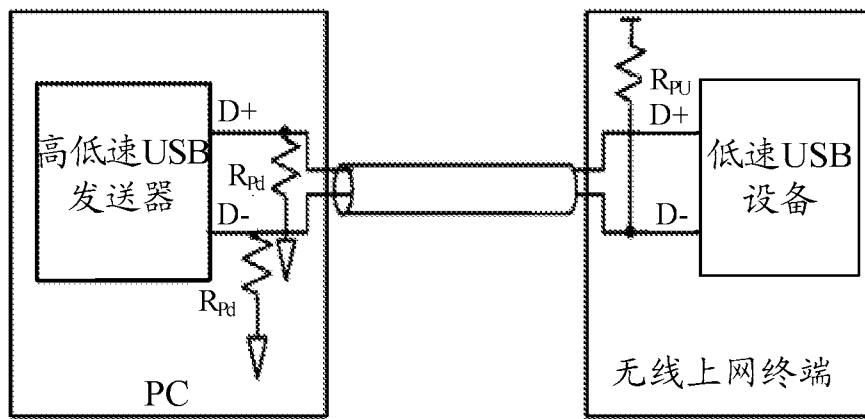 高低速USB
发送器
D+
D-
R_Pd
R_Pd
PC
R_PU
D+
D-
低速USB
设备
无线上网终端